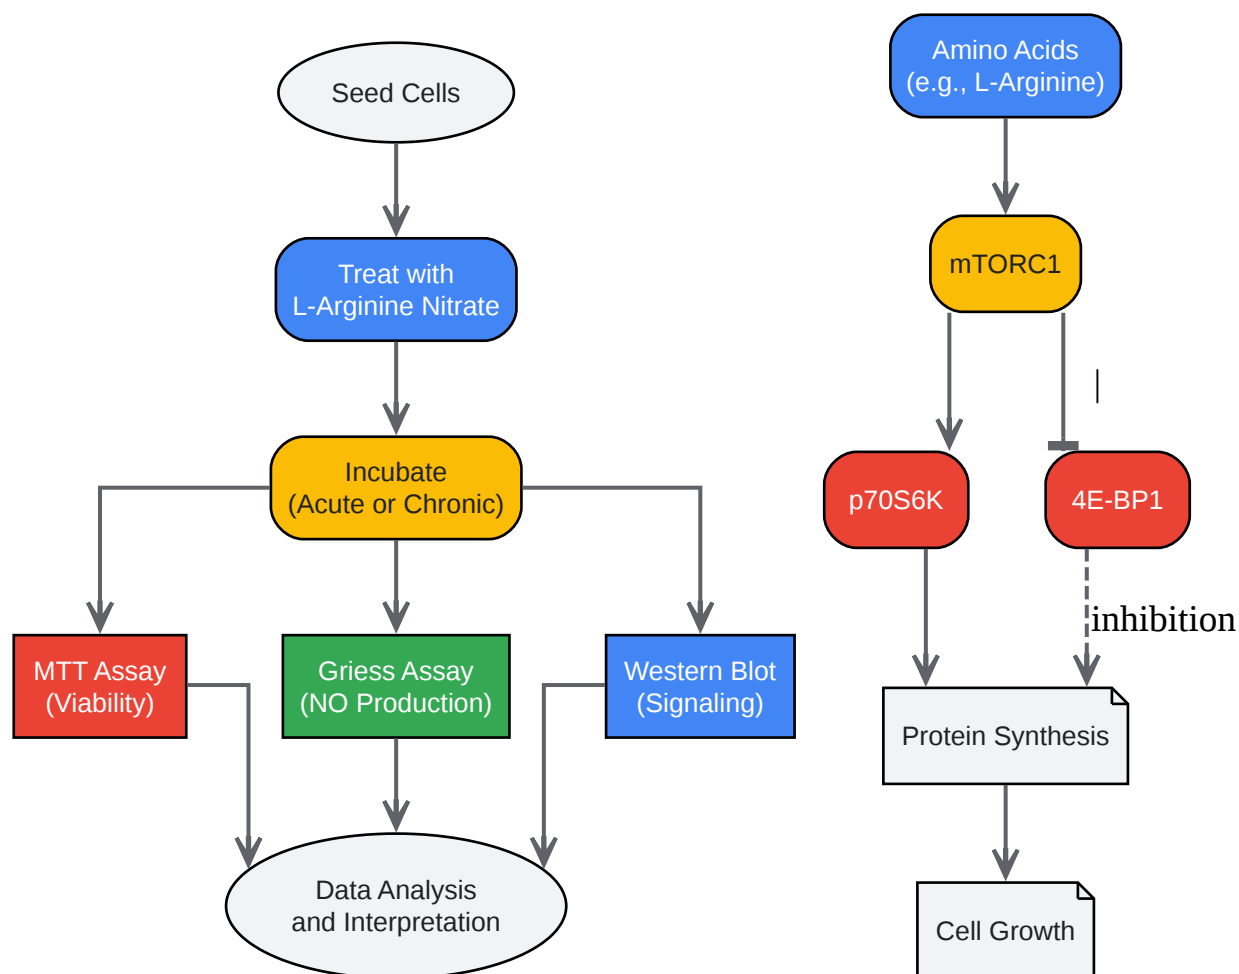 Seed Cells
Treat with
L-Arginine Nitrate
Incubate
(Acute or Chronic)
MTT Assay
(Viability)
Griess Assay
(NO Production)
Western Blot
(Signaling)
Data Analysis
and Interpretation
Amino Acids
(e.g., L-Arginine)
mTORC1
|
p70S6K
4E-BP1
inhibition
Protein Synthesis
Cell Growth